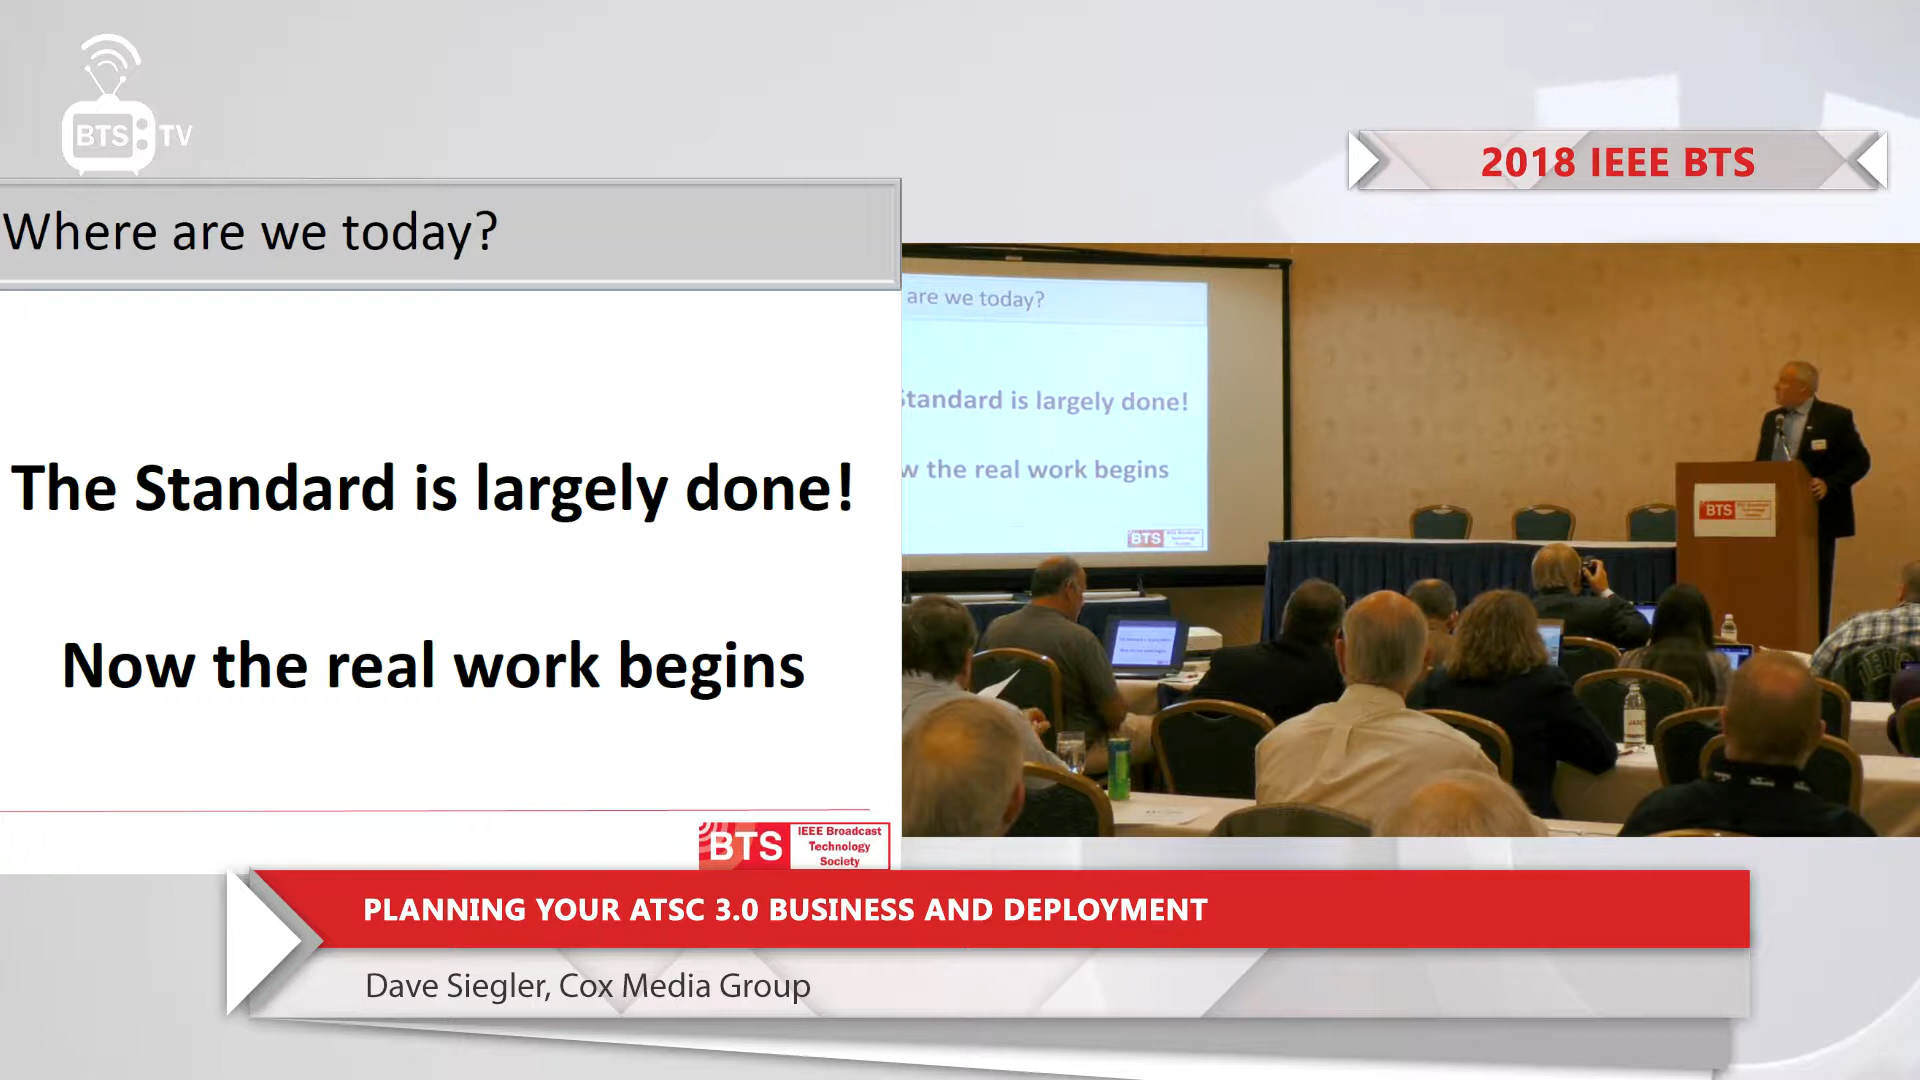 BTS TV
2018 IEEE BTS
Where are we today?
The Standard is largely done!
Now the real work begins
BTS IEEE Broadcast
Technology
Society
are we today?
Standard is largely done!
w the real work begins
BTS
BTS
PLANNING YOUR ATSC 3.0 BUSINESS AND DEPLOYMENT
Dave Siegler, Cox Media Group